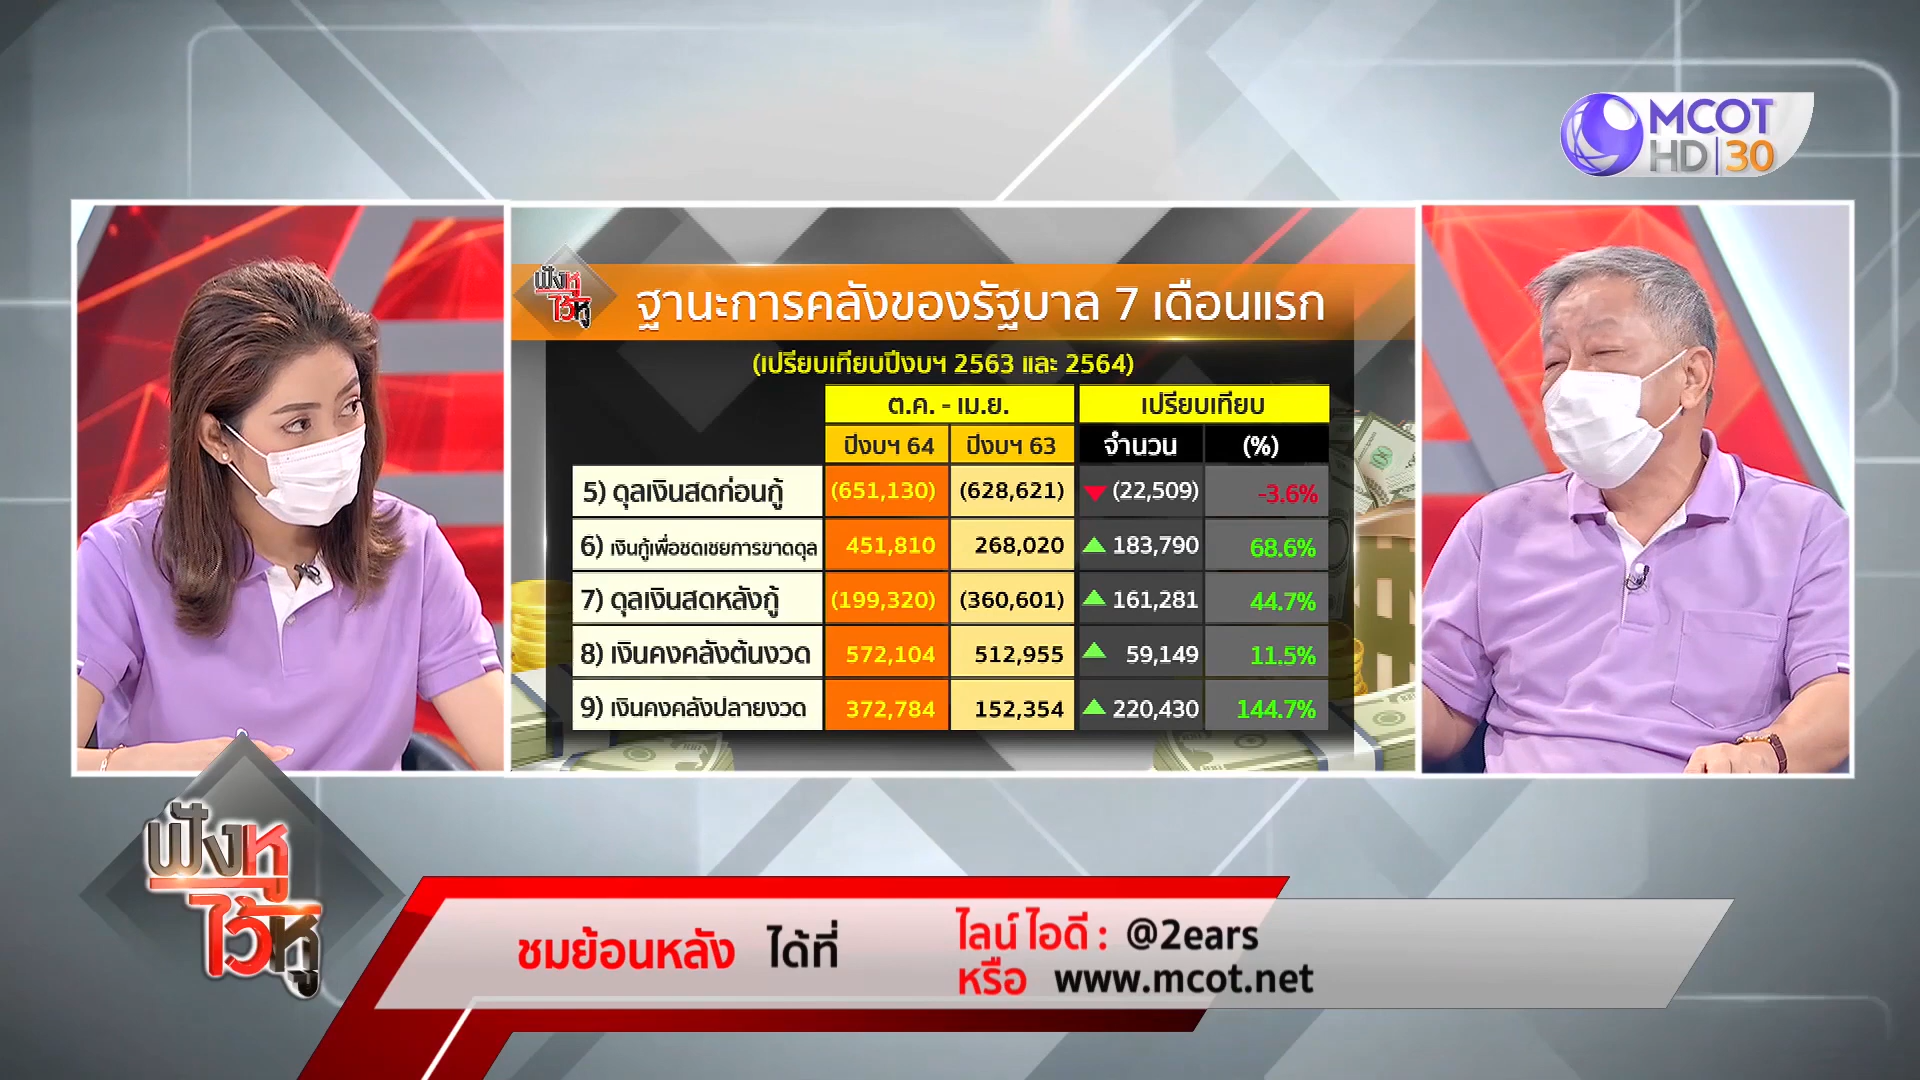 MCOT
HD 30
ฟังหู
ไว้หู
ฐานะการคลังของรัฐบาล 7 เดือนแรก
(เปรียบเทียบปีงบฯ 2563 และ 2564)
ต.ค. - เม.ย. เปรียบเทียบ
ปีงบฯ 64 ปีงบฯ 63 จำนวน (%)
5) ดุลเงินสดก่อนกู้ (651,130) (628,621) (22,509) -3.6%
6) เงินกู้เพื่อชดเชยการขาดดุล 451,810 268,020 183,790 68.6%
7) ดุลเงินสดหลังกู้ (199,320) (360,601) 161,281 44.7%
8) เงินคงคลังต้นงวด 572,104 512,955 59,149 11.5%
9) เงินคงคลังปลายงวด 372,784 152,354 220,430 144.7%
ฟังหู
ไว้หู
ชมย้อนหลัง ได้ที่ ไลน์ ไอดี : @2ears
หรือ www.mcot.net